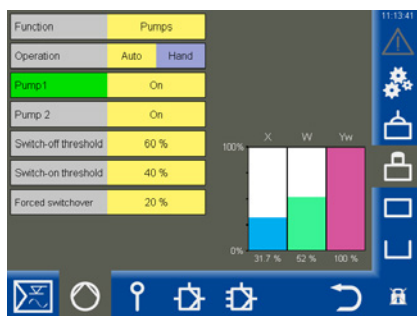 11:13:41
Function Pumps
Operation Auto Hand
Pump1 On
Pump 2 On
Switch-off threshold 60 %
Switch-on threshold 40 %
Forced switchover 20 %
X W Yw
100%
0%
31.7 % 52 % 100 %